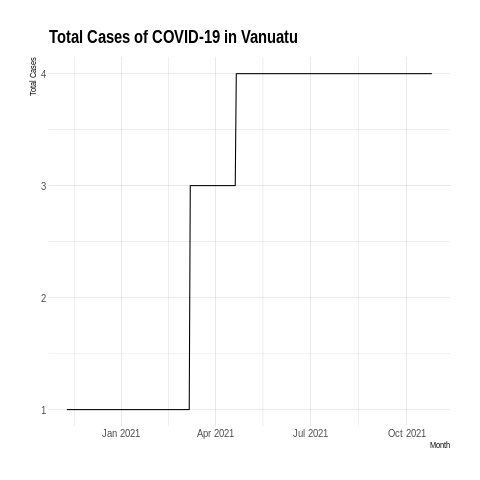 Total Cases of COVID-19 in Vanuatu
Total Cases
4
3
2
1
Jan 2021 Apr 2021 Jul 2021 Oct 2021
Month